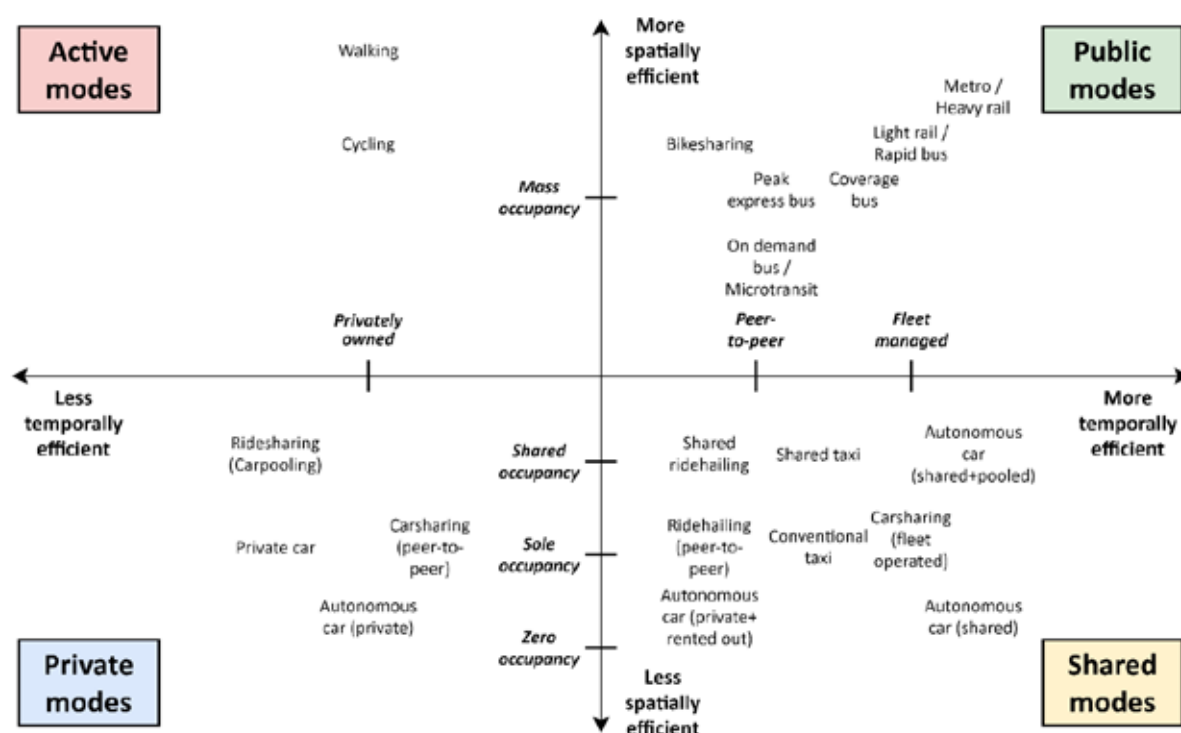 Active
modes
Walking
Cycling
More
spatially
efficient
Public
modes
Metro /
Heavy rail
Light rail /
Rapid bus
Bikesharing
Peak
express bus
Coverage
bus
Mass
occupancy
On demand
bus /
Microtransit
Privately
owned
Peer-
to-peer
Fleet
managed
Less
temporally
efficient
More
temporally
efficient
Ridesharing
(Carpooling)
Shared
occupancy
Shared
ridehailing
Shared taxi
Autonomous
car
(shared+pooled)
Private car
Carsharing
(peer-to-
peer]
Sole
occupancy
Ridehailing
[peer-to-
peer)
Conventional
taxi
Carsharing
(fleet
operated]
Autonomous
car (private)
Zero
occupancy
Autonomous
car (private+
rented out)
Autonomous
car (shared)
Private
modes
Less
spatially
efficient
Shared
modes